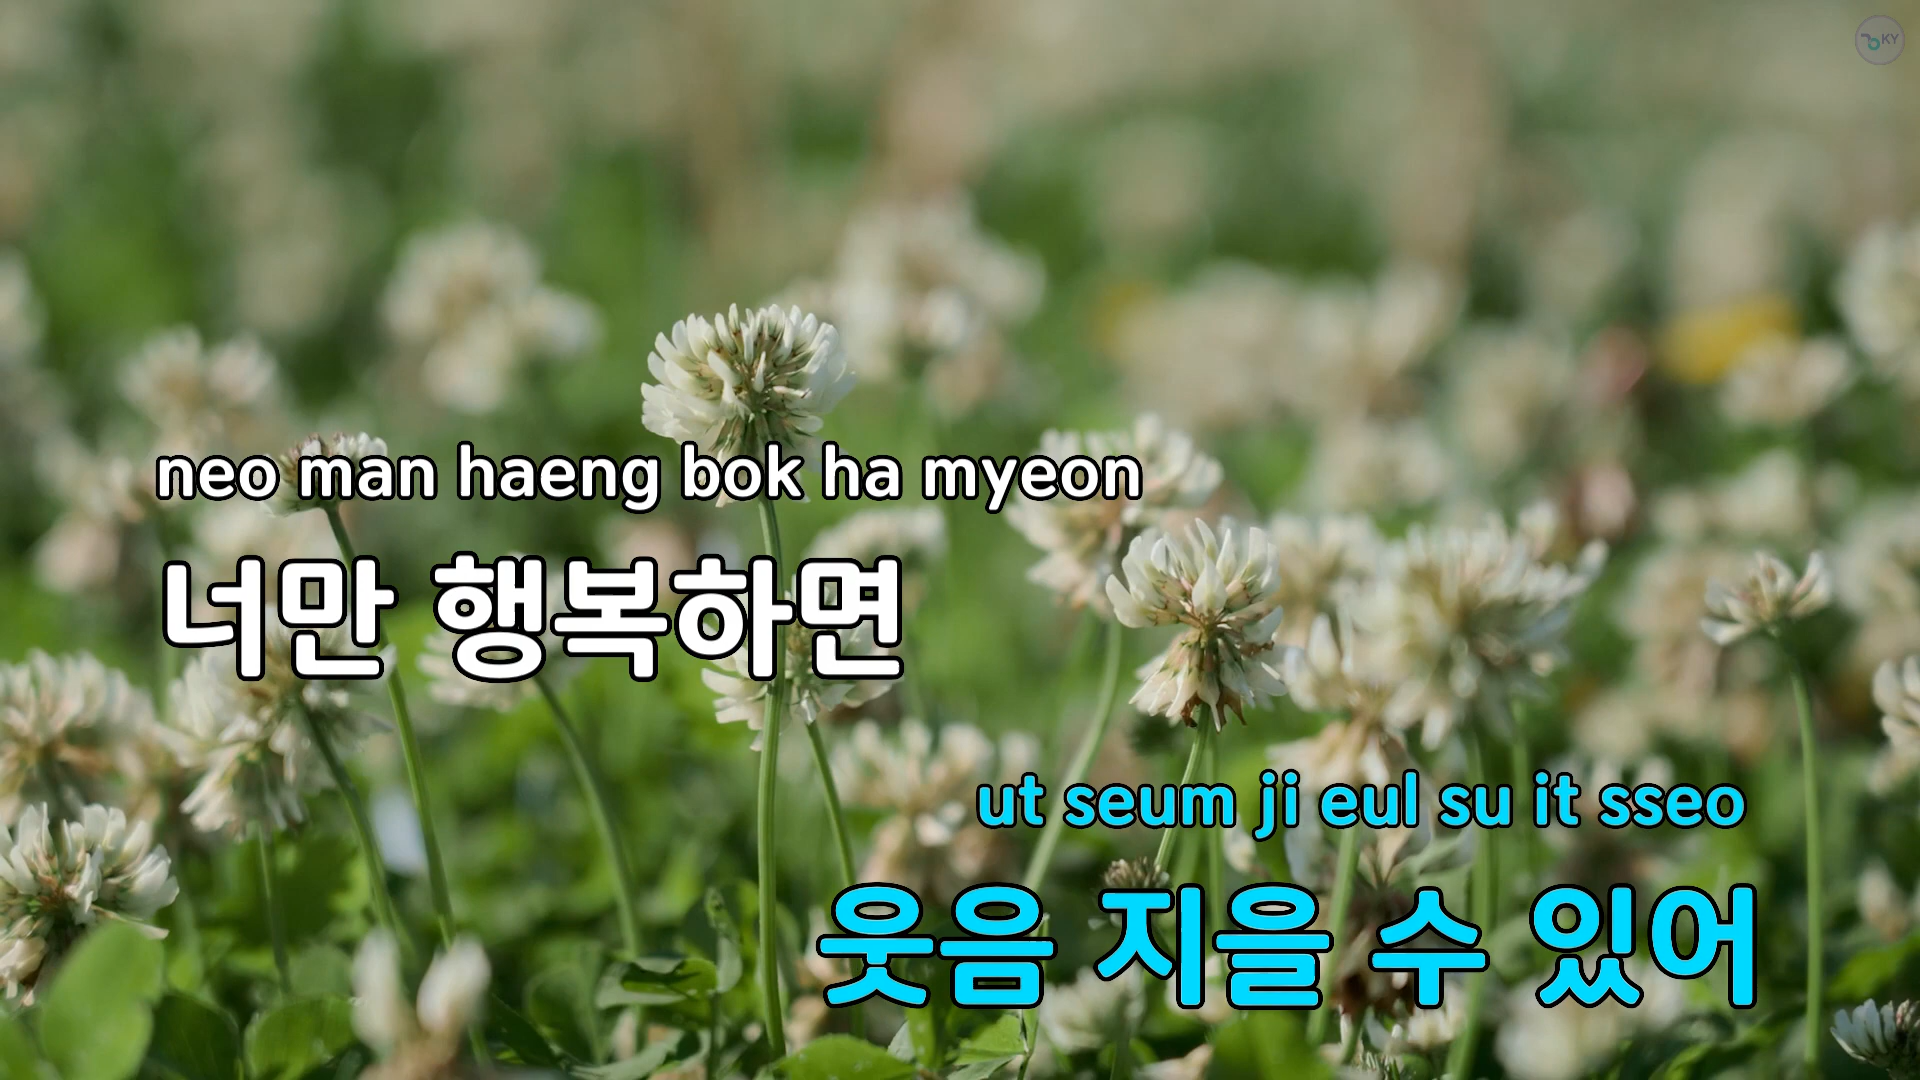 KY
neo man haeng bok ha myeon
너만 행복하면
ut seum ji eul su it sseo
웃음 지을 수 있어